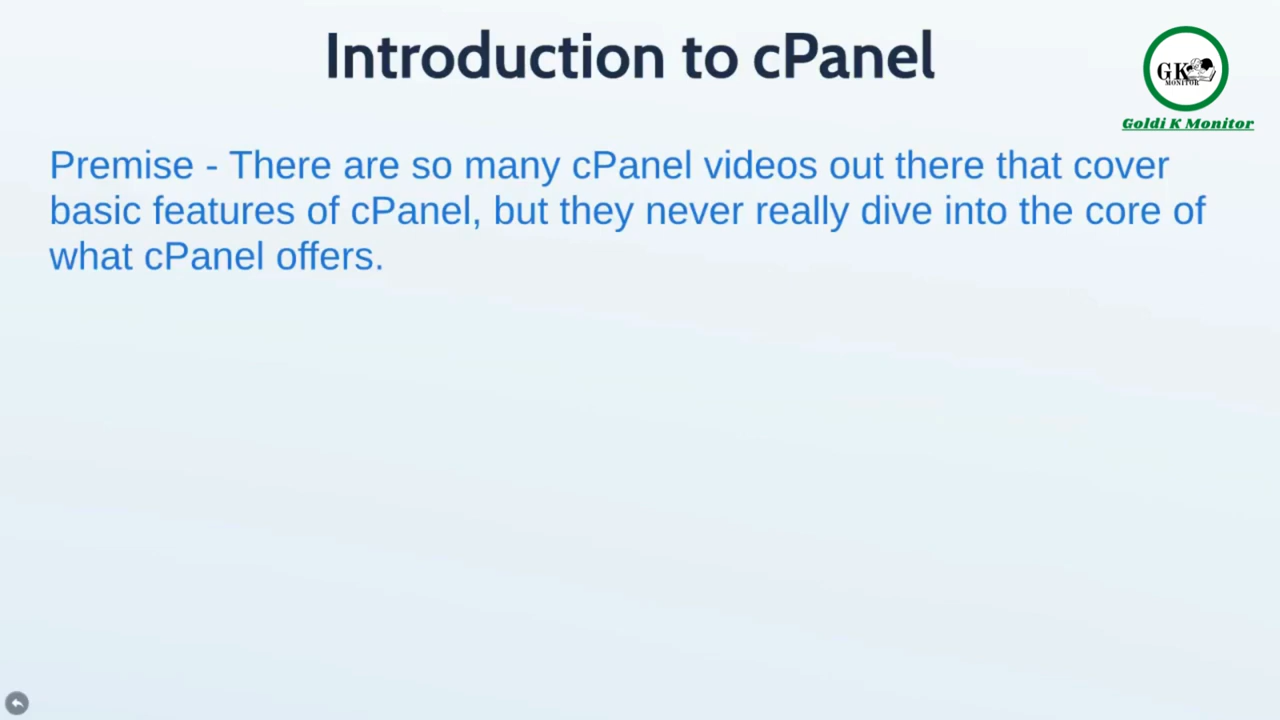 Introduction to cPanel
GK
MONITOR
Goldi K Monitor
Premise - There are so many cPanel videos out there that cover
basic features of cPanel, but they never really dive into the core of
what cPanel offers.